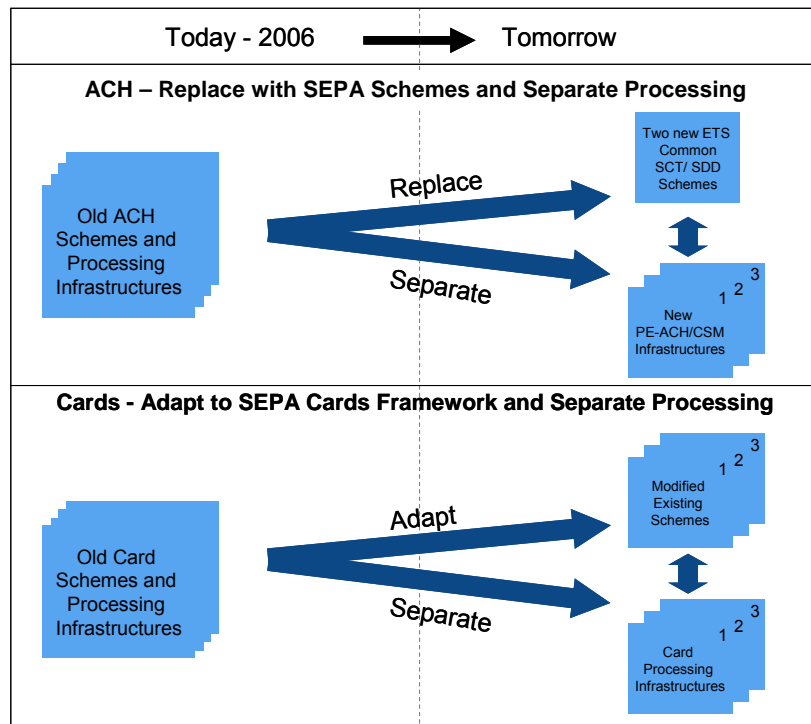 Today - 2006
Tomorrow
ACH – Replace with SEPA Schemes and Separate Processing
Old ACH
Schemes and
Processing
Infrastructures
Replace
Separate
Two new ETS
Common
SCT/ SDD
Schemes
1 2 3
New
PE-ACH/CSM
Infrastructures
Cards - Adapt to SEPA Cards Framework and Separate Processing
Old Card
Schemes and
Processing
Infrastructures
Adapt
Separate
1 2 3
Modified
Existing
Schemes
1 2 3
Card
Processing
Infrastructures